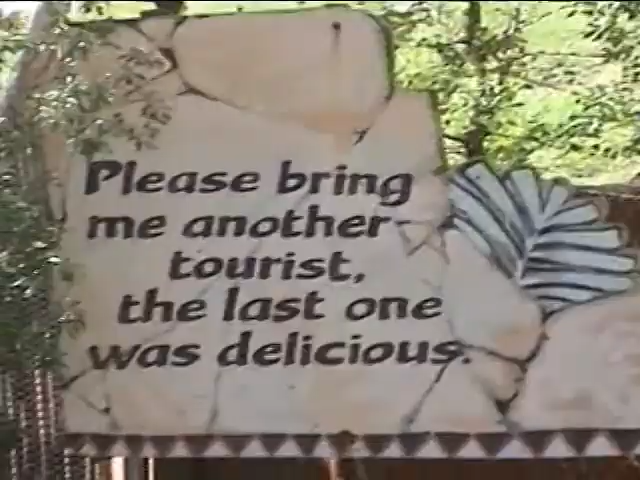 Please bring
me another
tourist,
the last one
was delicious.